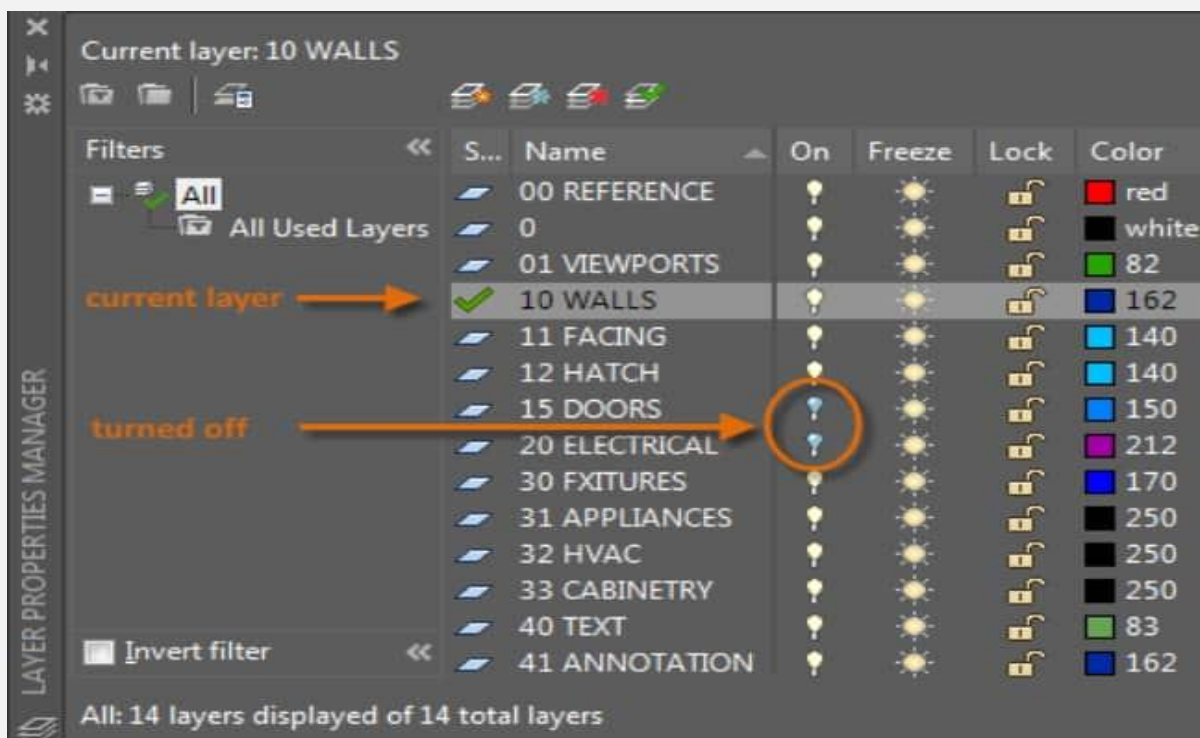 Current layer: 10 WALLS
Filters
All
All Used Layers
current layer
turned off
Invert filter
S... Name On Freeze Lock Color
00 REFERENCE red
0 white
01 VIEWPORTS 82
10 WALLS 162
11 FACING 140
12 HATCH 140
15 DOORS 150
20 ELECTRICAL 212
30 FXITURES 170
31 APPLIANCES 250
32 HVAC 250
33 CABINETRY 250
40 TEXT 83
41 ANNOTATION 162
All: 14 layers displayed of 14 total layers
LAYER PROPERTIES MANAGER